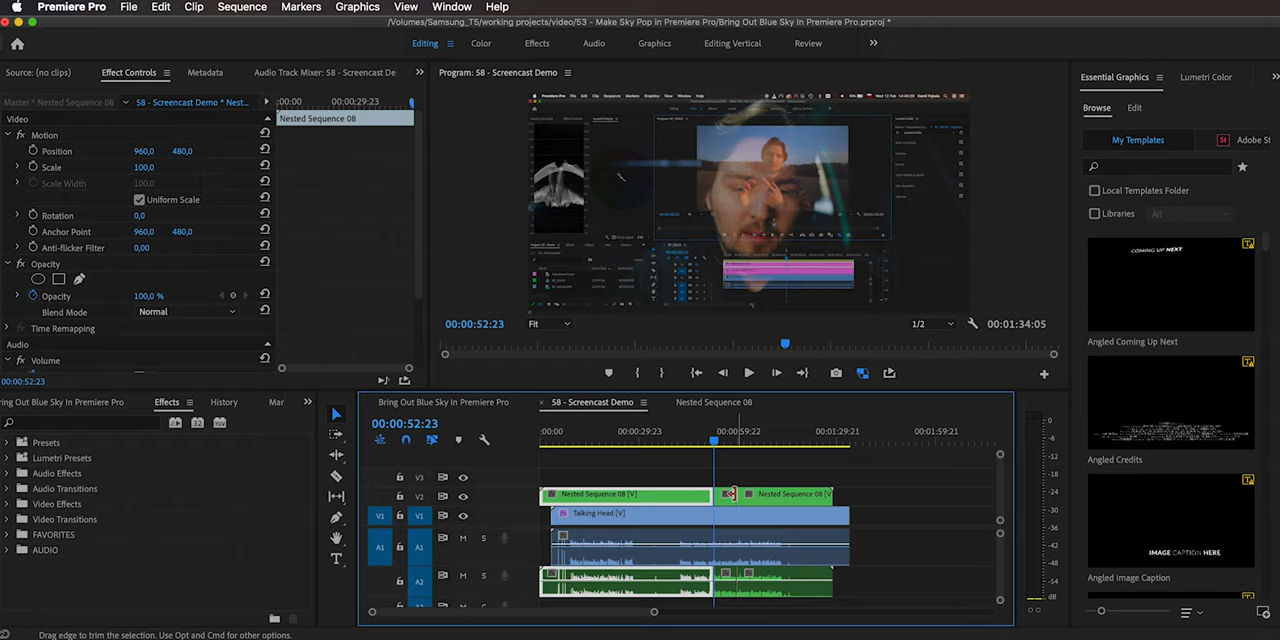 Premiere Pro File Edit Clip Sequence Markers Graphics View Window Help
/Volumes/Samsung_T5/working projects/video/53 - Make Sky Pop in Premiere Pro/Bring Out Blue Sky In Premiere Pro.prproj *
Editing Color Effects Audio Graphics Editing Vertical Review
Source: (no clips) Effect Controls Metadata Audio Track Mixer: 58 - Screencast De
Program: 58 - Screencast Demo
Essential Graphics Lumetri Color
Master * Nested Sequence 08 58 - Screencast Demo * Nest... :00:00 00:00:29:23
Video Nested Sequence 08
fx Motion
Position 960,0 480,0
Scale 100,0
Scale Width 100,0
Uniform Scale
Rotation 0,0
Anchor Point 960,0 480,0
Anti-flicker Filter 0,00
fx Opacity
Opacity 100,0 %
Blend Mode Normal
Time Remapping
Audio
fx Volume
00:00:52:23
00:00:52:23 Fit 1/2 00:01:34:05
Browse Edit
My Templates St Adobe St
Local Templates Folder
Libraries All
COMING UP NEXT
Angled Coming Up Next
Angled Credits
IMAGE CAPTION HERE
Angled Image Caption
ring Out Blue Sky In Premiere Pro Effects History Mar
32 YUV
Presets
Lumetri Presets
Audio Effects
Audio Transitions
Video Effects
Video Transitions
FAVORITES
AUDIO
Bring Out Blue Sky In Premiere Pro 58 - Screencast Demo Nested Sequence 08
00:00:52:23
:00:00 00:00:29:23 00:00:59:22 00:01:29:21 00:01:59:21
V3
V2 Nested Sequence 08 [V] Nested Sequence 08 [V
V1 V1 Talking Head [V]
A1 A1 M S
A2 M S
0
-6
-12
-18
-24
-30
-36
-42
-48
-54
dB
Drag edge to trim the selection. Use Opt and Cmd for other options.